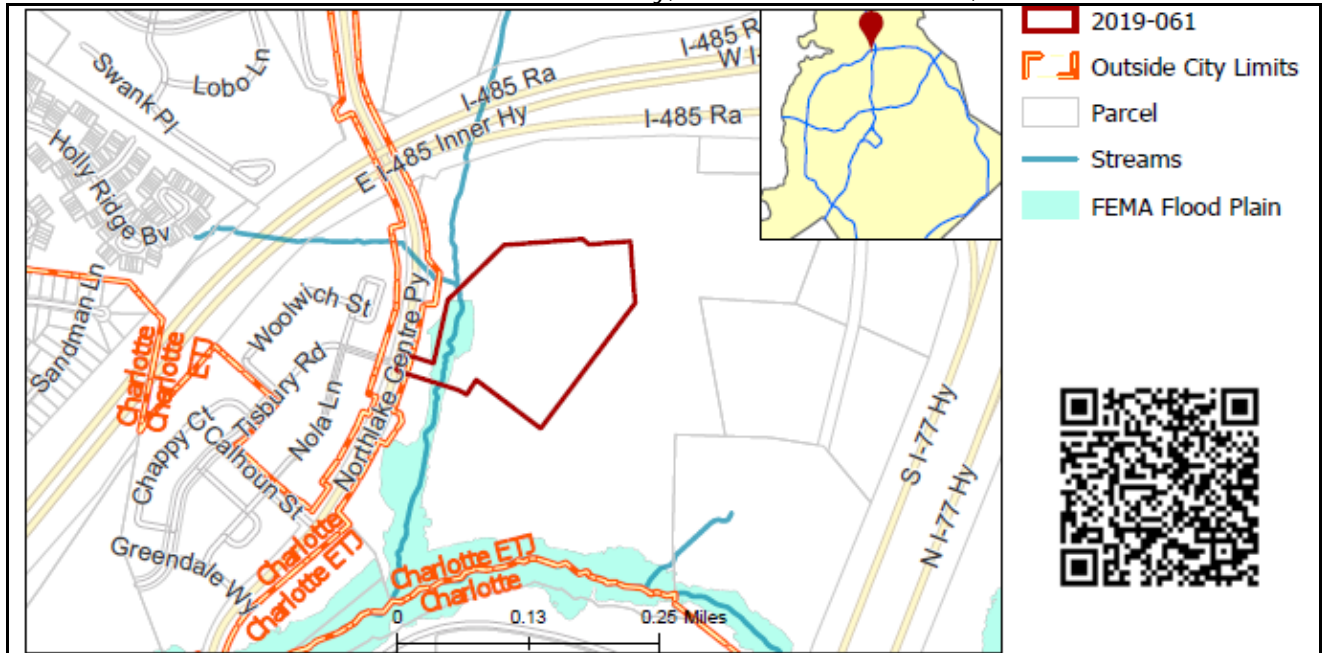 I-485 R
W I-
I-485 Ra
I-485 Ra
E I-485 Inner Hy
Lobo Ln
Swank Pl
Holly Ridge Bv
Sandman Ln
Woolwich St
Tisbury Rd
Nola Ln
Chappy Ct
Calhoun St
Greendale Wy
Northlake Centre Py
Charlotte
Charlotte ETJ
Charlotte
Charlotte ETJ
Charlotte ETJ
Charlotte
S I-77 Hy
N I-77 Hy
0 0.13 0.25 Miles
2019-061
Outside City Limits
Parcel
Streams
FEMA Flood Plain